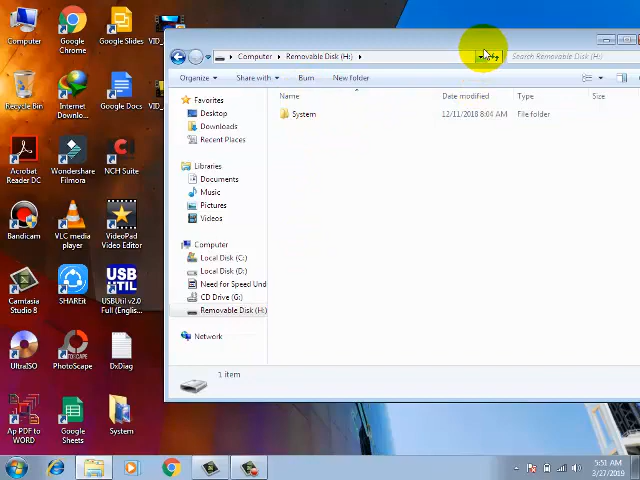 Computer
Google Chrome
Google Slides
VID_
Recycle Bin
Internet Downlo...
Google Docs
VID_
Acrobat Reader DC
Wondershare Filmora
NCH Suite
Bandicam
VLC media player
VideoPad Video Editor
Camtasia Studio 8
SHAREit
USBUtil v2.0 Full (English...
UltraISO
PhotoScape
DxDiag
Ap PDF to WORD
Google Sheets
System
Computer
Removable Disk (H:)
Search Removable Disk (H:)
Organize
Share with
Burn
New folder
Favorites
Desktop
Downloads
Recent Places
Libraries
Documents
Music
Pictures
Videos
Computer
Local Disk (C:)
Local Disk (D:)
Need for Speed Und
CD Drive (G:)
Removable Disk (H:)
Network
Name
Date modified
Type
Size
System
12/11/2018 8:04 AM
File folder
1 item
5:51 AM
3/27/2019